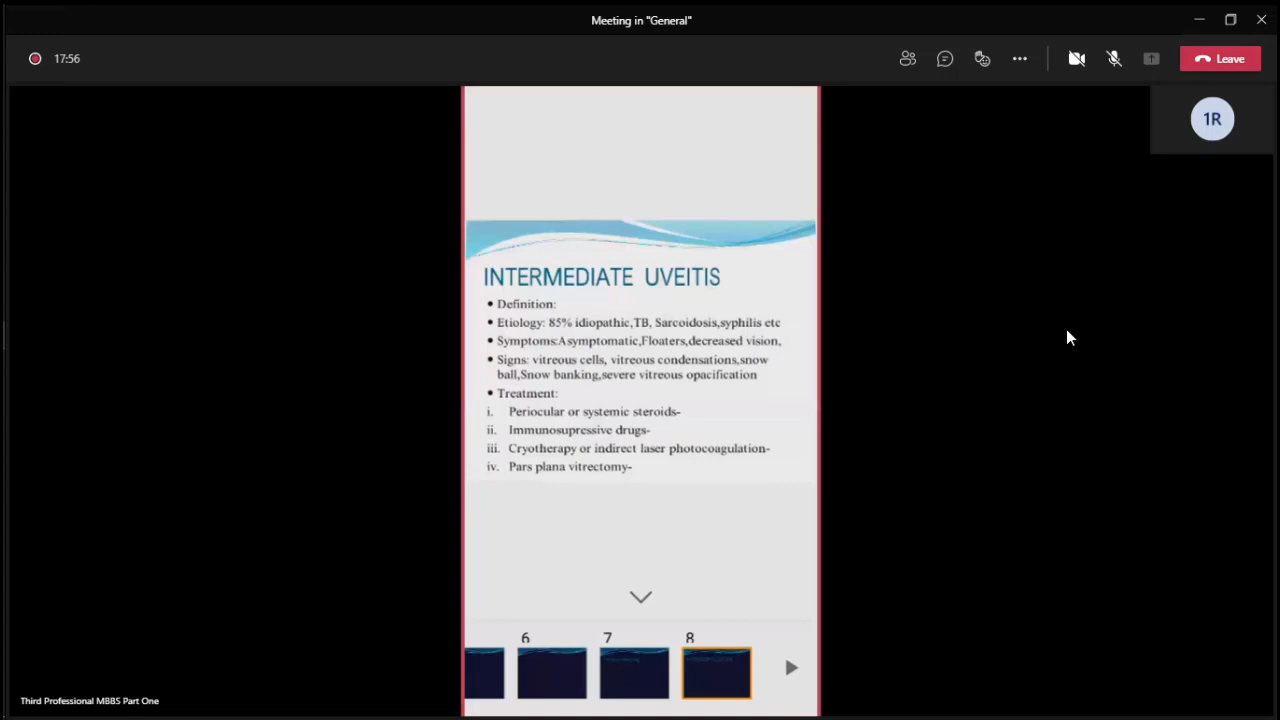 Meeting in "General"
17:56
Leave
1R
INTERMEDIATE UVEITIS
• Definition:
• Etiology: 85% idiopathic,TB, Sarcoidosis,syphilis etc
• Symptoms:Asymptomatic,Floaters,decreased vision,
• Signs: vitreous cells, vitreous condensations,snow
ball,Snow banking,severe vitreous opacification
• Treatment:
i. Periocular or systemic steroids-
ii. Immunosupressive drugs-
iii. Cryotherapy or indirect laser photocoagulation-
iv. Pars plana vitrectomy-
6 7 8
Third Professional MBBS Part One